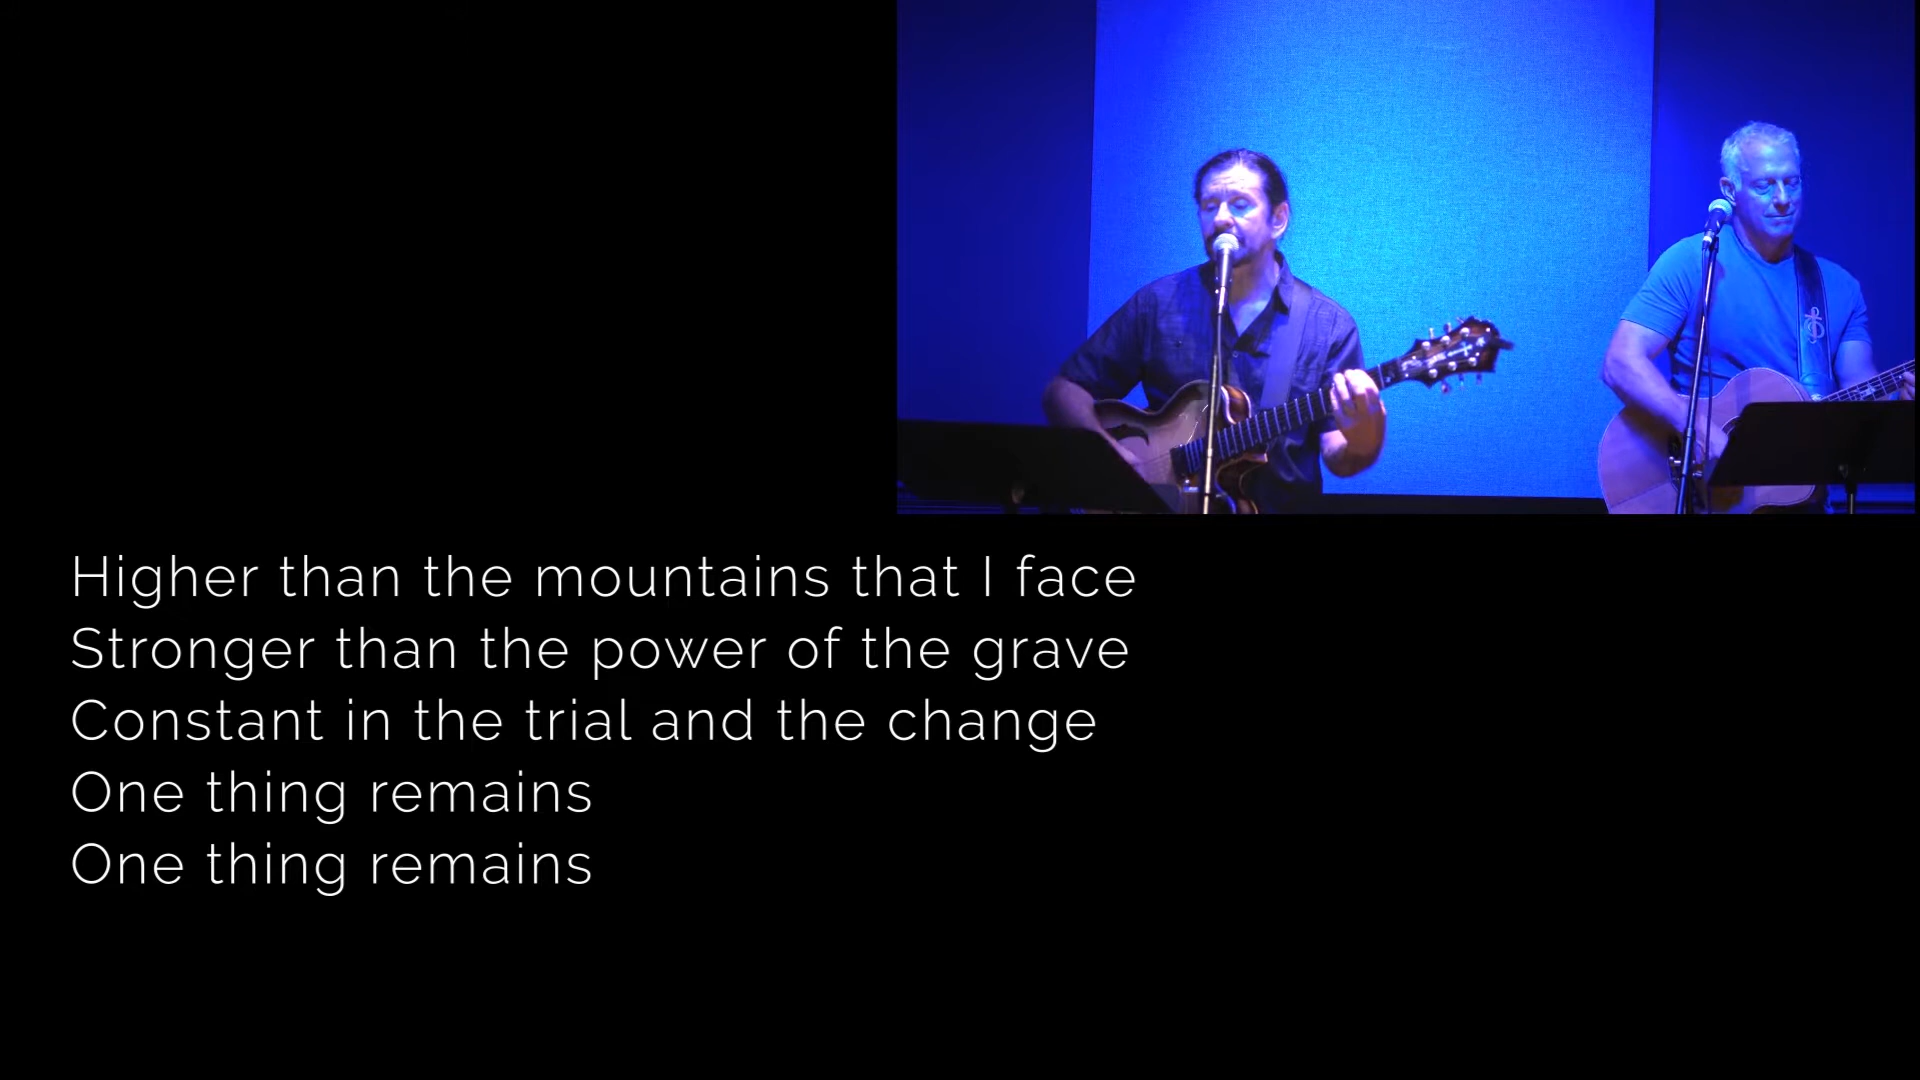 Higher than the mountains that I face
Stronger than the power of the grave
Constant in the trial and the change
One thing remains
One thing remains